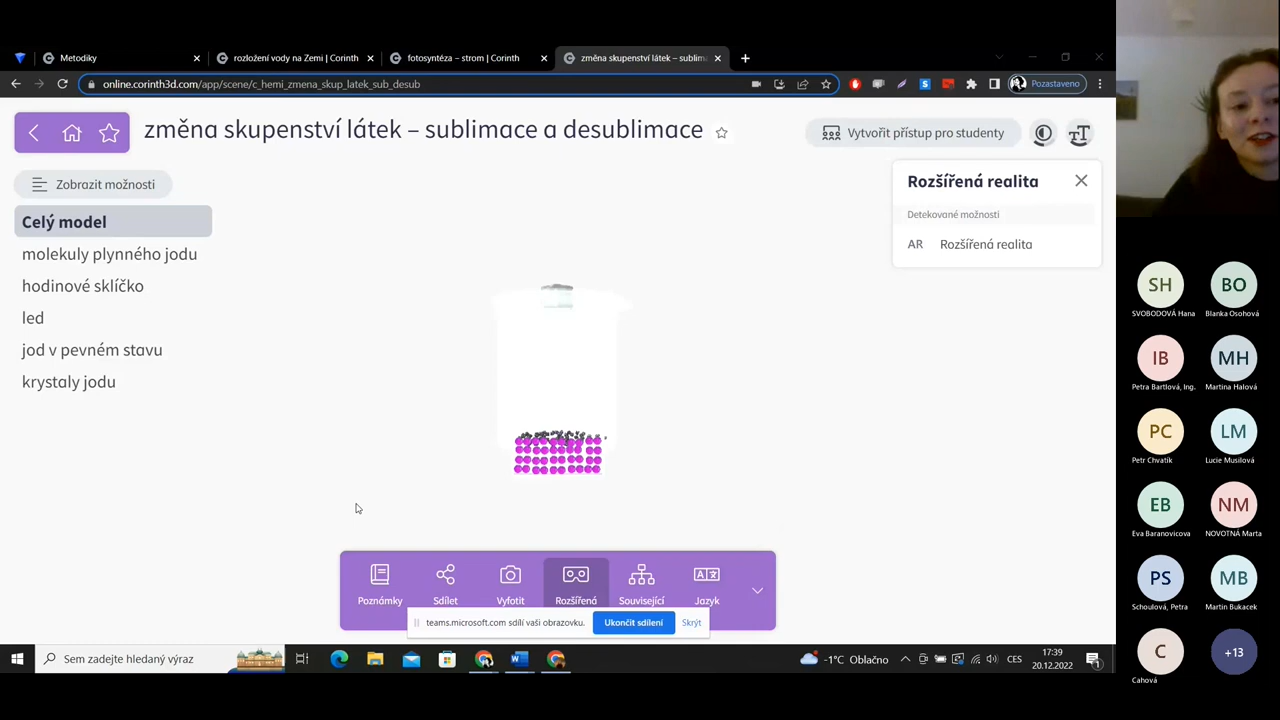 Metodiky
rozložení vody na Zemi | Corinth
fotosyntéza – strom | Corinth
změna skupenství látek – sublim
online.corinth3d.com/app/scene/c_hemi_zmena_skup_latek_sub_desub
Pozastaveno
změna skupenství látek – sublimace a desublimace
Vytvořit přístup pro studenty
Zobrazit možnosti
Celý model
molekuly plynného jodu
hodinové sklíčko
led
jod v pevném stavu
krystaly jodu
Rozšířená realita
Detekované možnosti
AR Rozšířená realita
Poznámky
Sdílet
Vyfotit
Rozšířená
Související
Jazyk
teams.microsoft.com sdílí vaši obrazovku.
Ukončit sdílení
Skrýt
Sem zadejte hledaný výraz
-1°C Oblačno
CES
17:39
20.12.2022
1
SH
SVOBODOVÁ Hana
BO
Blanka Osohová
IB
Petra Bartlová, Ing.
MH
Martina Halová
PC
Petr Chvatík
LM
Lucie Musilová
EB
Eva Baranovicova
NM
NOVOTNÁ Marta
PS
Schoulová, Petra
MB
Martin Bukacek
C
Cahová
+13